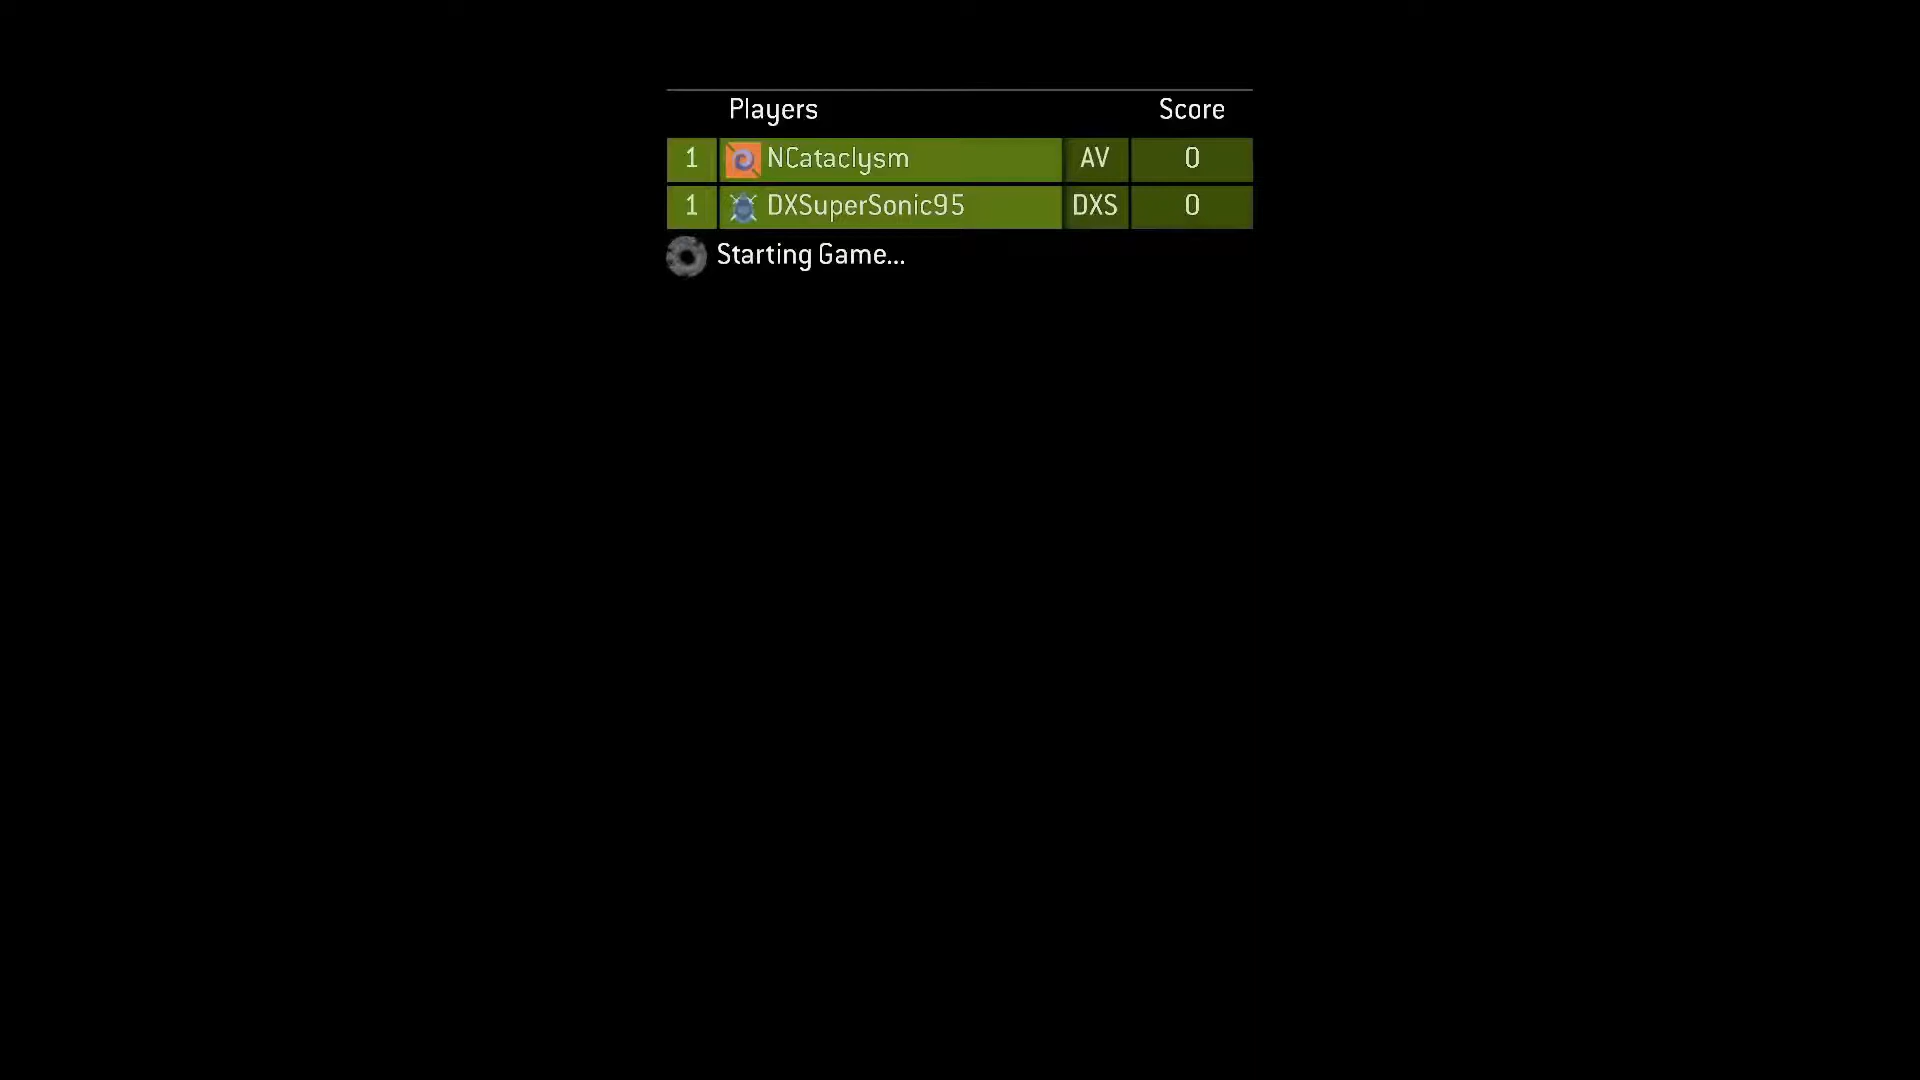 Players Score
1 NCataclysm AV 0
1 DXSuperSonic95 DXS 0
Starting Game...